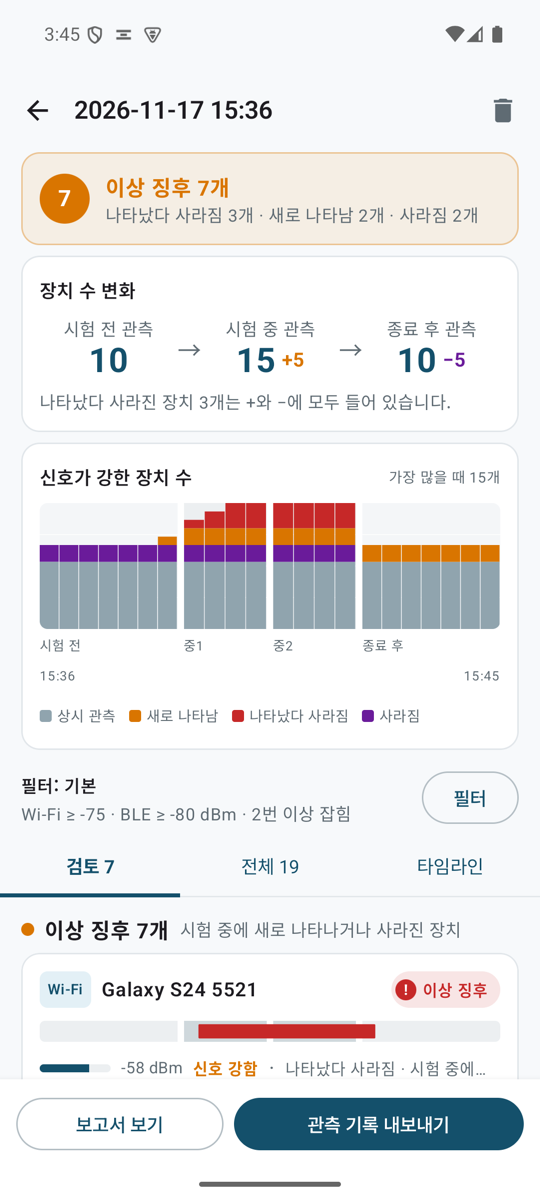 3:45
2026-11-17 15:36
7
이상 징후 7개
나타났다 사라짐 3개 · 새로 나타남 2개 · 사라짐 2개
장치 수 변화
시험 전 관측
10
→
시험 중 관측
15 +5
→
종료 후 관측
10 −5
나타났다 사라진 장치 3개는 +와 −에 모두 들어 있습니다.
신호가 강한 장치 수
가장 많을 때 15개
시험 전
중1
중2
종료 후
15:36
15:45
상시 관측
새로 나타남
나타났다 사라짐
사라짐
필터: 기본
Wi-Fi ≥ -75 · BLE ≥ -80 dBm · 2번 이상 잡힘
필터
검토 7
전체 19
타임라인
이상 징후 7개 시험 중에 새로 나타나거나 사라진 장치
Wi-Fi
Galaxy S24 5521
! 이상 징후
-58 dBm 신호 강함 · 나타났다 사라짐 · 시험 중에…
보고서 보기
관측 기록 내보내기